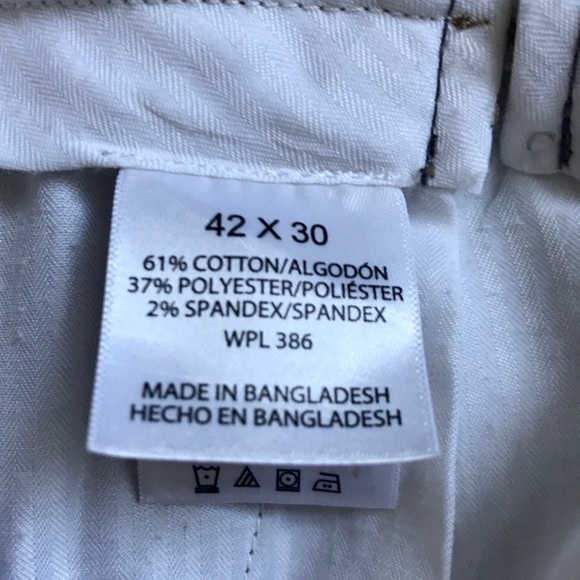 42 X 30
61% COTTON/ALGODÓN
37% POLYESTER/POLIÉSTER
2% SPANDEX/SPANDEX
WPL 386
MADE IN BANGLADESH
HECHO EN BANGLADESH